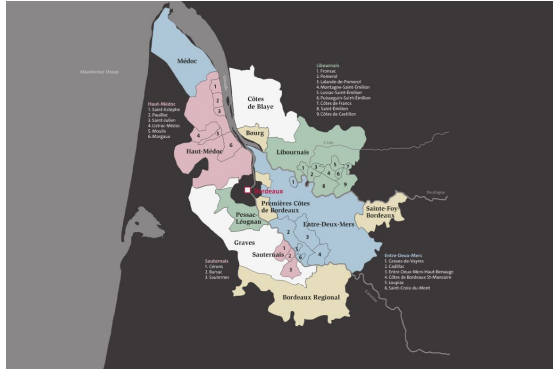 Médoc
Haut-Médoc
1. Saint-Estèphe
2. Pauillac
3. Saint-Julien
4. Listrac-Médoc
5. Moulis
6. Margaux
Haut-Médoc
Côtes
de Blaye
Bourg
Libournais
1. Fronsac
2. Pomerol
3. Lalande-de-Pomerol
4. Montagne-Saint-Émilion
5. Lussac-Saint-Émilion
6. Puisseguin-Saint-Émilion
7. Côtes de Francs
8. Saint-Émilion
9. Côtes de Castillon
Libournais
Bordeaux
Premières Côtes
de Bordeaux
Sainte-Foy
Bordeaux
Dordogne
Pessac-
Léognan
Entre-Deux-Mers
Graves
Sauternais
Sauternais
1. Cérons
2. Barsac
3. Sauternes
Entre-Deux-Mers
1. Graves-de-Vayres
2. Cadillac
3. Entre-Deux-Mers-Haut-Benauge
4. Côtes de Bordeaux St-Macaire
5. Loupiac
6. Saint-Croix-du-Mont
Bordeaux Regional